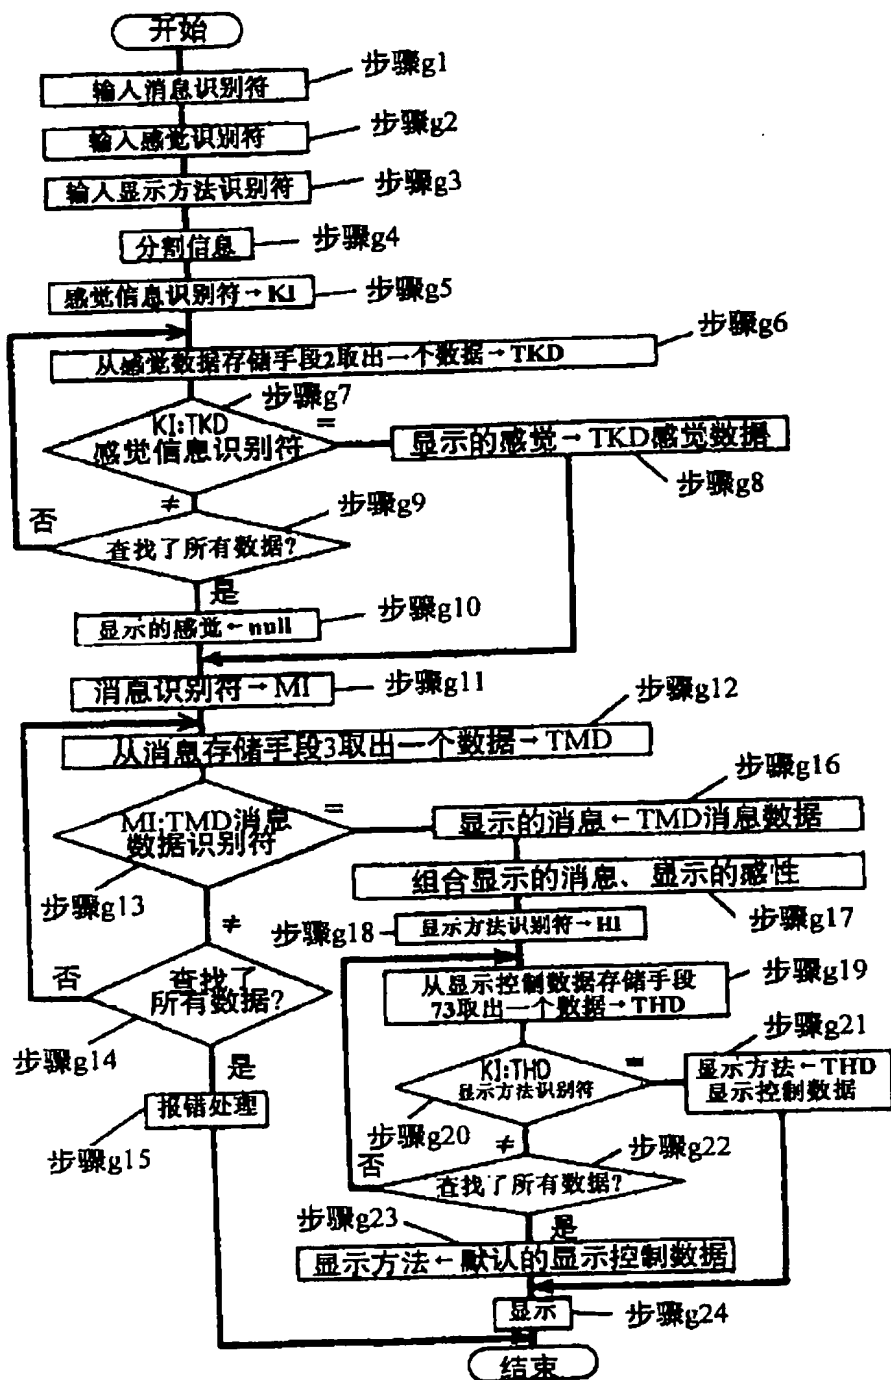 开始
输入消息识别符
步骤g1
输入感觉识别符
步骤g2
输入显示方法识别符
步骤g3
分割信息
步骤g4
感觉信息识别符→KI
步骤g5
步骤g6
从感觉数据存储手段2取出一个数据→TKD
步骤g7
KI:TKD
感觉信息识别符
=
显示的感觉→TKD感觉数据
步骤g8
≠
步骤g9
否
查找了所有数据?
是
步骤g10
显示的感觉←null
消息识别符→MI
步骤g11
步骤g12
从消息存储手段3取出一个数据→TMD
步骤g16
MI:TMD消息
数据识别符
=
显示的消息←TMD消息数据
步骤g13
组合显示的消息、显示的感性
步骤g17
≠
步骤g18
显示方法识别符→HI
否
查找了
所有数据?
步骤g19
从显示控制数据存储手段
73取出一个数据→THD
步骤g14
步骤g21
是
KI:THD
显示方法识别符
=
显示方法←THD
显示控制数据
报错处理
步骤g20
步骤g15
≠
步骤g22
否
查找了所有数据?
步骤g23
是
显示方法←默认的显示控制数据
显示
步骤g24
结束